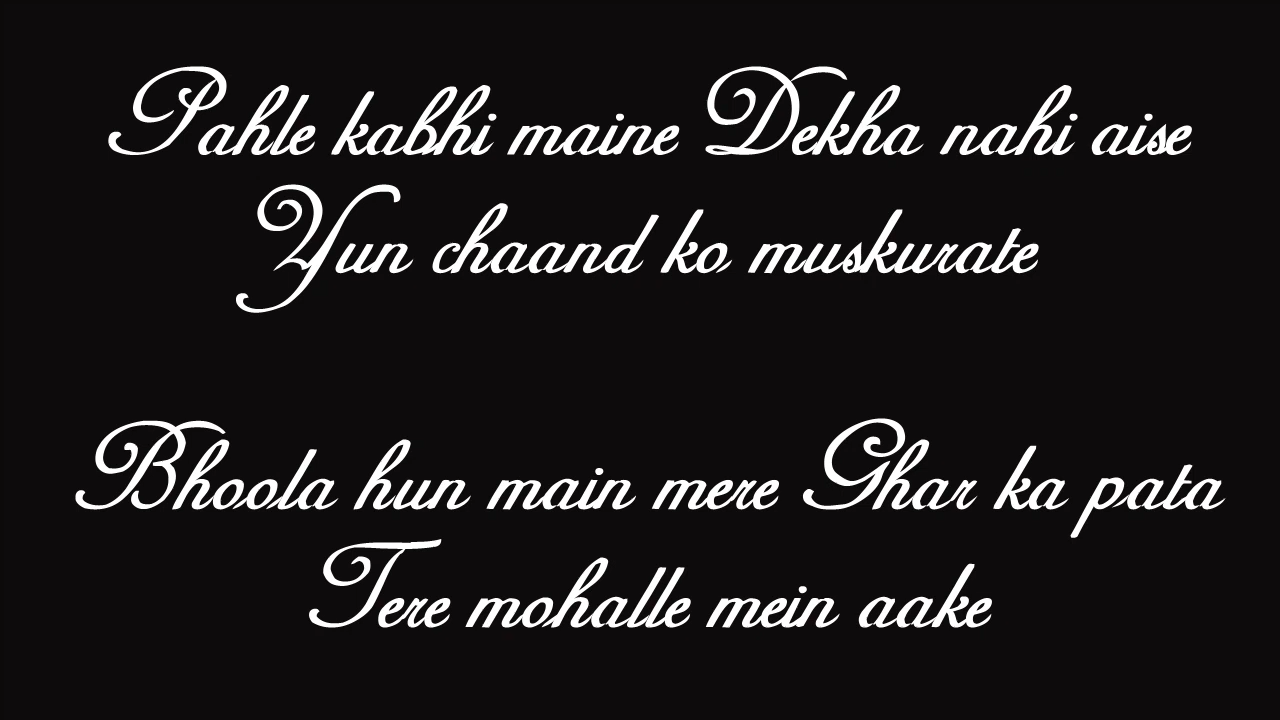 Pahle kabhi maine Dekha nahi aise
Yun chaand ko muskurate
Bhoola hun main mere Ghar ka pata
Tere mohalle mein aake